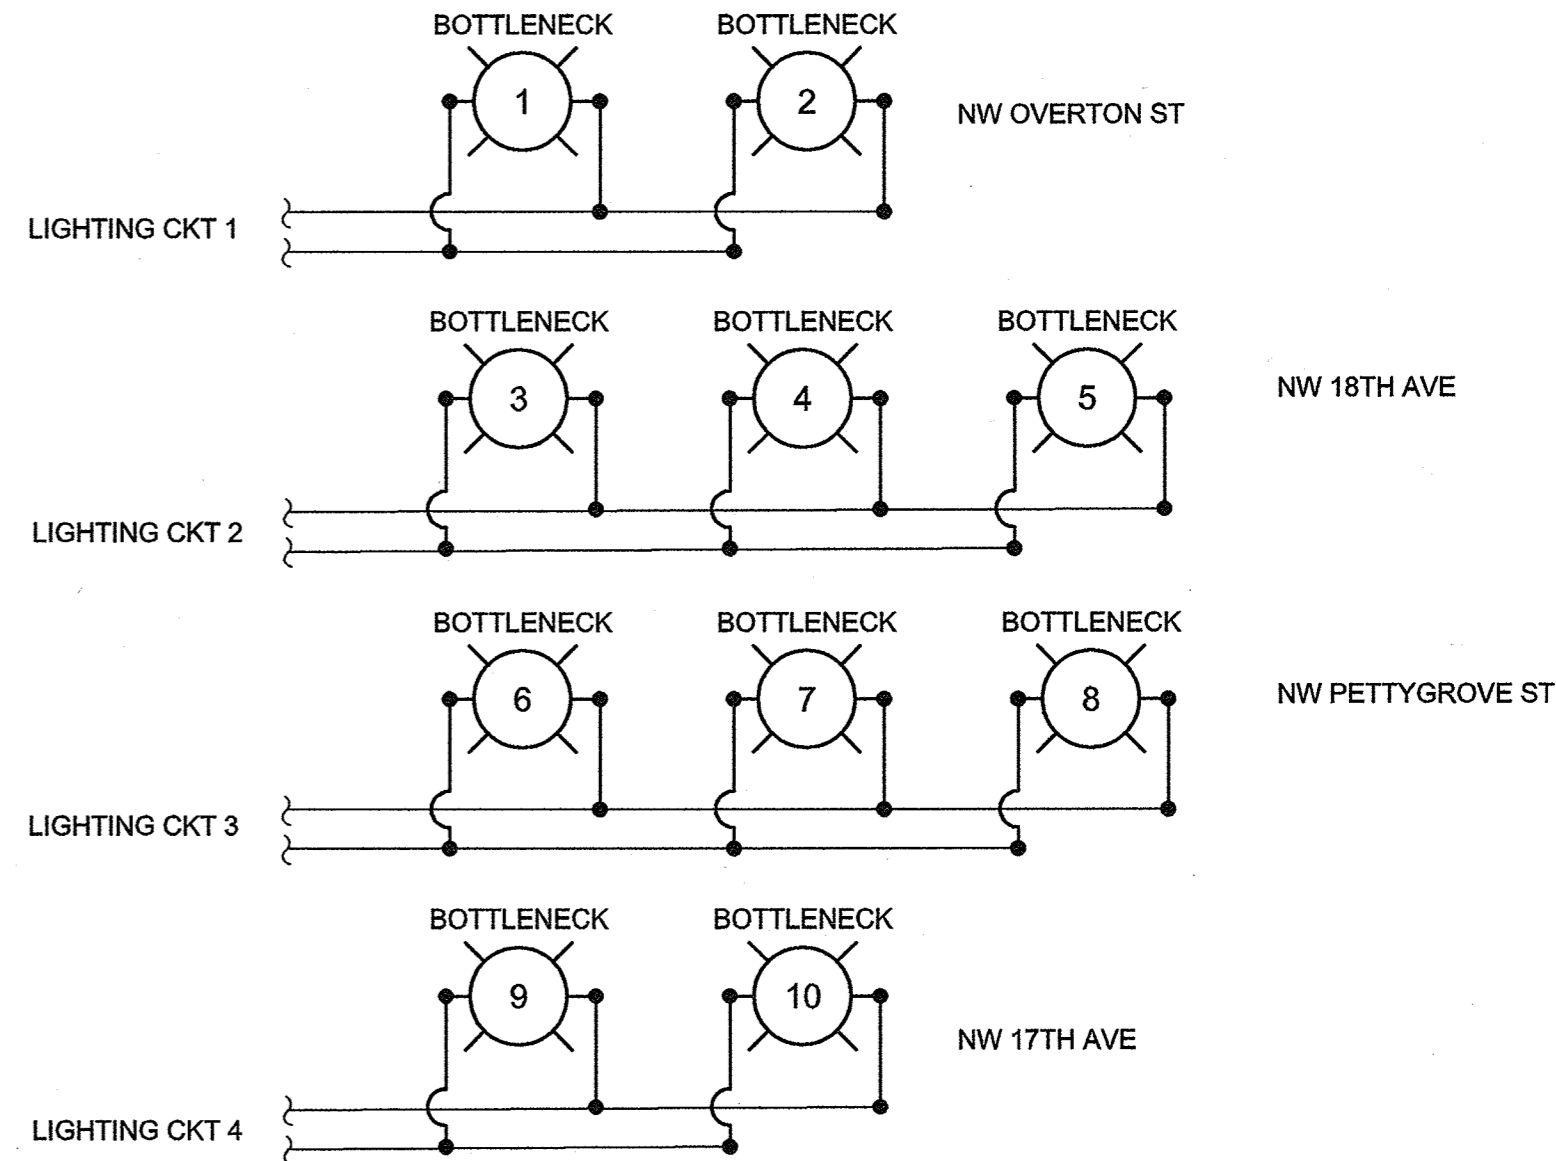 BOTTLENECK BOTTLENECK
1 2
NW OVERTON ST
LIGHTING CKT 1
BOTTLENECK BOTTLENECK BOTTLENECK
3 4 5
NW 18TH AVE
LIGHTING CKT 2
BOTTLENECK BOTTLENECK BOTTLENECK
6 7 8
NW PETTYGROVE ST
LIGHTING CKT 3
BOTTLENECK BOTTLENECK
9 10
NW 17TH AVE
LIGHTING CKT 4